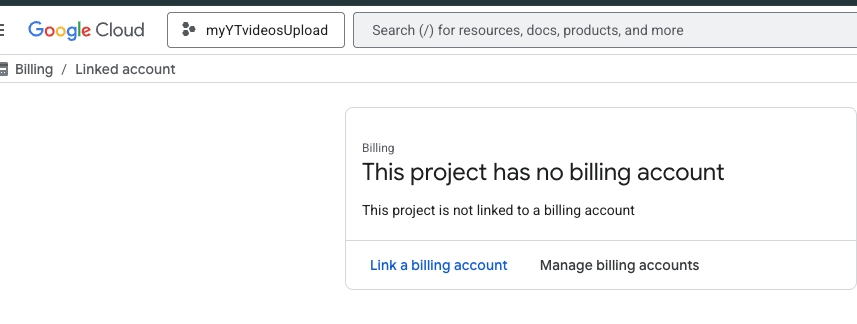 Google Cloud myYTvideosUpload Search (/) for resources, docs, products, and more
Billing / Linked account
Billing
This project has no billing account
This project is not linked to a billing account
Link a billing account Manage billing accounts